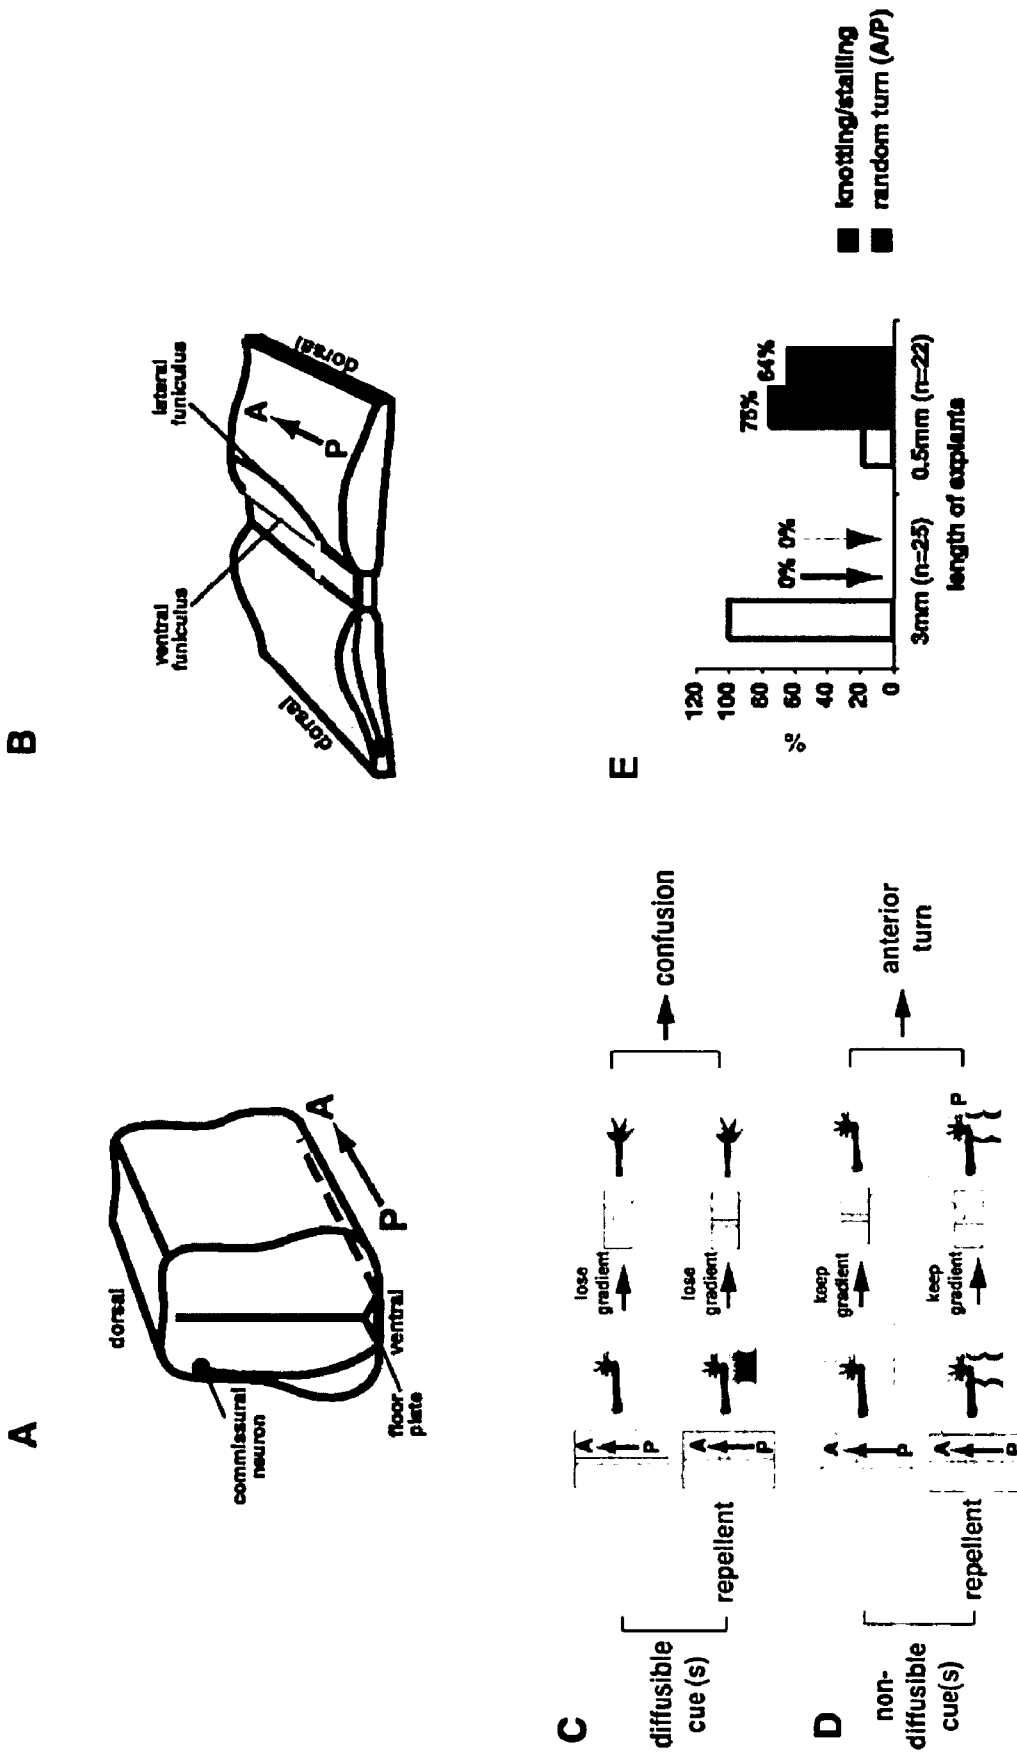 A
dorsal
commissural
neuron
floor
plate
ventral
P
A
B
ventral
funiculus
lateral
funiculus
dorsal
dorsal
A
P
C
diffusible
cue (s)
repellent
A
P
A
P
lose
gradient
lose
gradient
confusion
D
non-
diffusible
cue(s)
repellent
A
P
A
P
keep
gradient
keep
gradient
P
anterior
turn
E
%
120
100
80
60
40
20
0
0% 0%
75%
64%
3mm (n=25)
0.5mm (n=22)
length of explants
knotting/stalling
random turn (A/P)